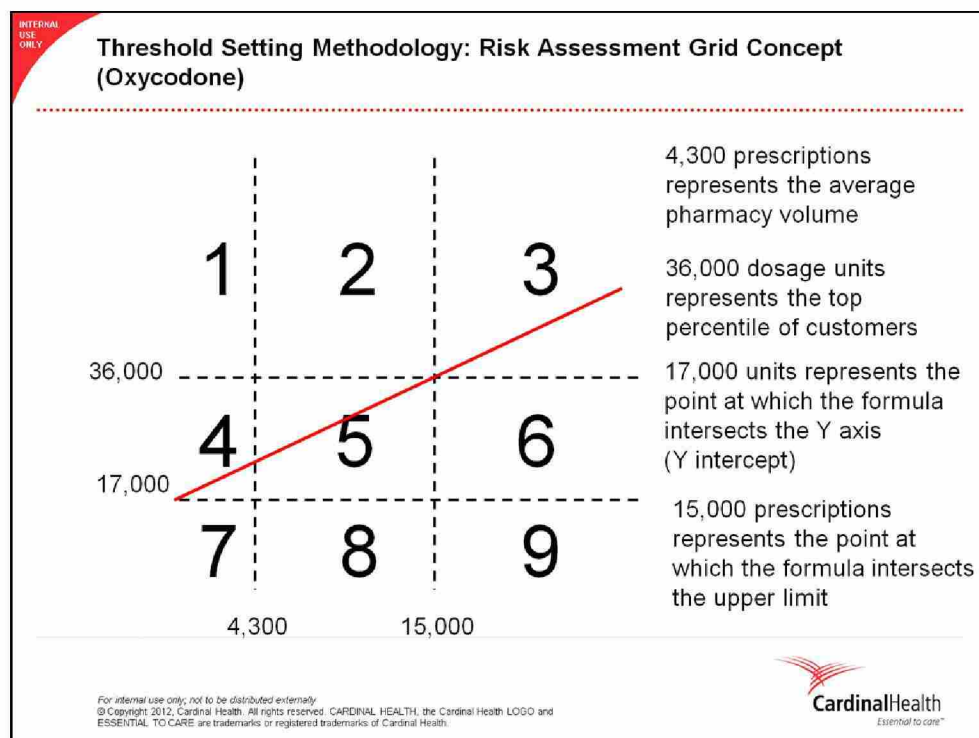 INTERNAL
USE
ONLY
Threshold Setting Methodology: Risk Assessment Grid Concept
(Oxycodone)
1 2 3
36,000
4 5 6
17,000
7 8 9
4,300 15,000
4,300 prescriptions
represents the average
pharmacy volume
36,000 dosage units
represents the top
percentile of customers
17,000 units represents the
point at which the formula
intersects the Y axis
(Y intercept)
15,000 prescriptions
represents the point at
which the formula intersects
the upper limit
For internal use only; not to be distributed externally
© Copyright 2012, Cardinal Health. All rights reserved. CARDINAL HEALTH, the Cardinal Health LOGO and
ESSENTIAL TO CARE are trademarks or registered trademarks of Cardinal Health.
CardinalHealth
Essential to care™